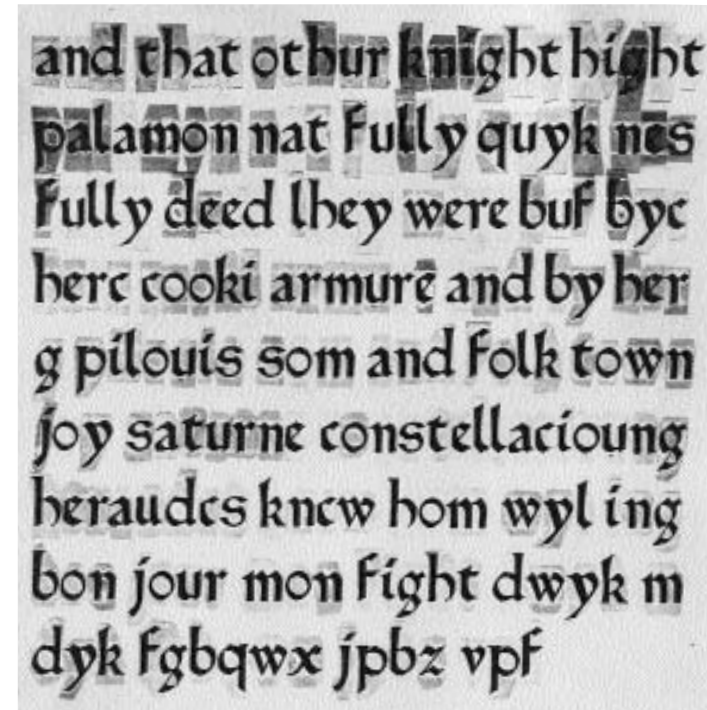 and that othur knight hight
palamon nat fully quyk nes
fully deed lhey were buf byc
herc cooki armure and by her
g pilouis som and folk town
joy saturne constellacioung
heraudcs kncw hom wyl ing
bon jour mon fight dwyk m
dyk fgbqwx jpbz vpf